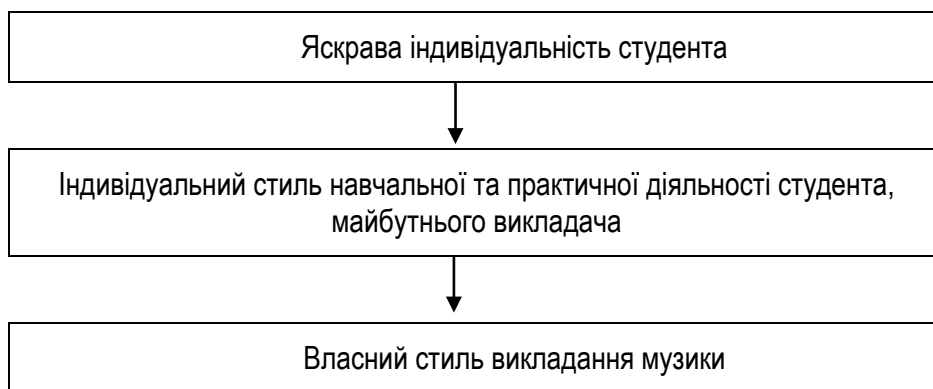 Яскрава індивідуальність студента
Індивідуальний стиль навчальної та практичної діяльності студента,
майбутнього викладача
Власний стиль викладання музики